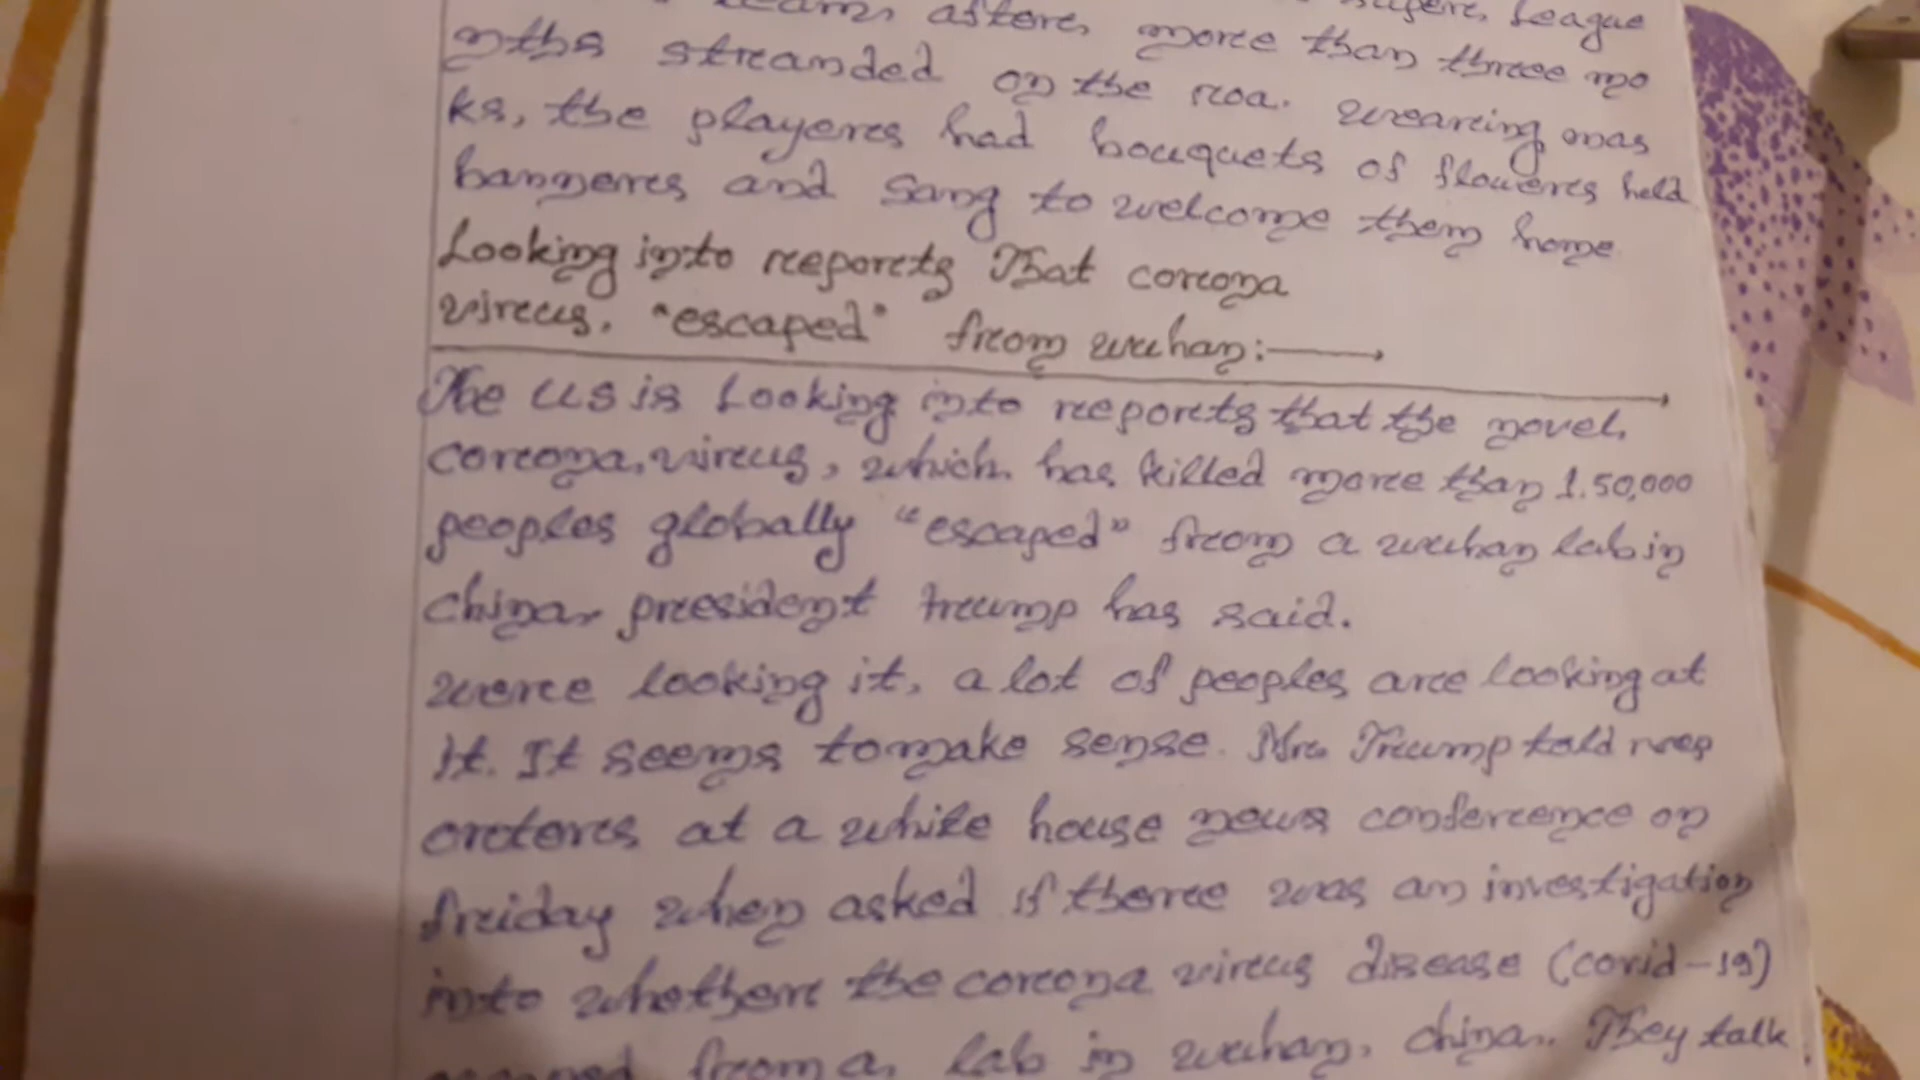 team, after more than three mo
super league
nths stranded on the roa. wearing mas
ks, the players had bouquets of flowers held
banners and sang to welcome them home
Looking into reports That corona
virus. "escaped" from wuhan:
The US is Looking into reports that the novel
corona, virus, which has killed more than 1.50,000
peoples globally "escaped" from a wuhan lab in
china, president trump has said.
were looking it, a lot of peoples are looking at
it. It seems to make sense. Mr. Trump told rep
orters at a white house news conference on
friday when asked if there was an investigation
into whether the corona virus disease (covid-19)
from a lab in wuhan, china. They talk